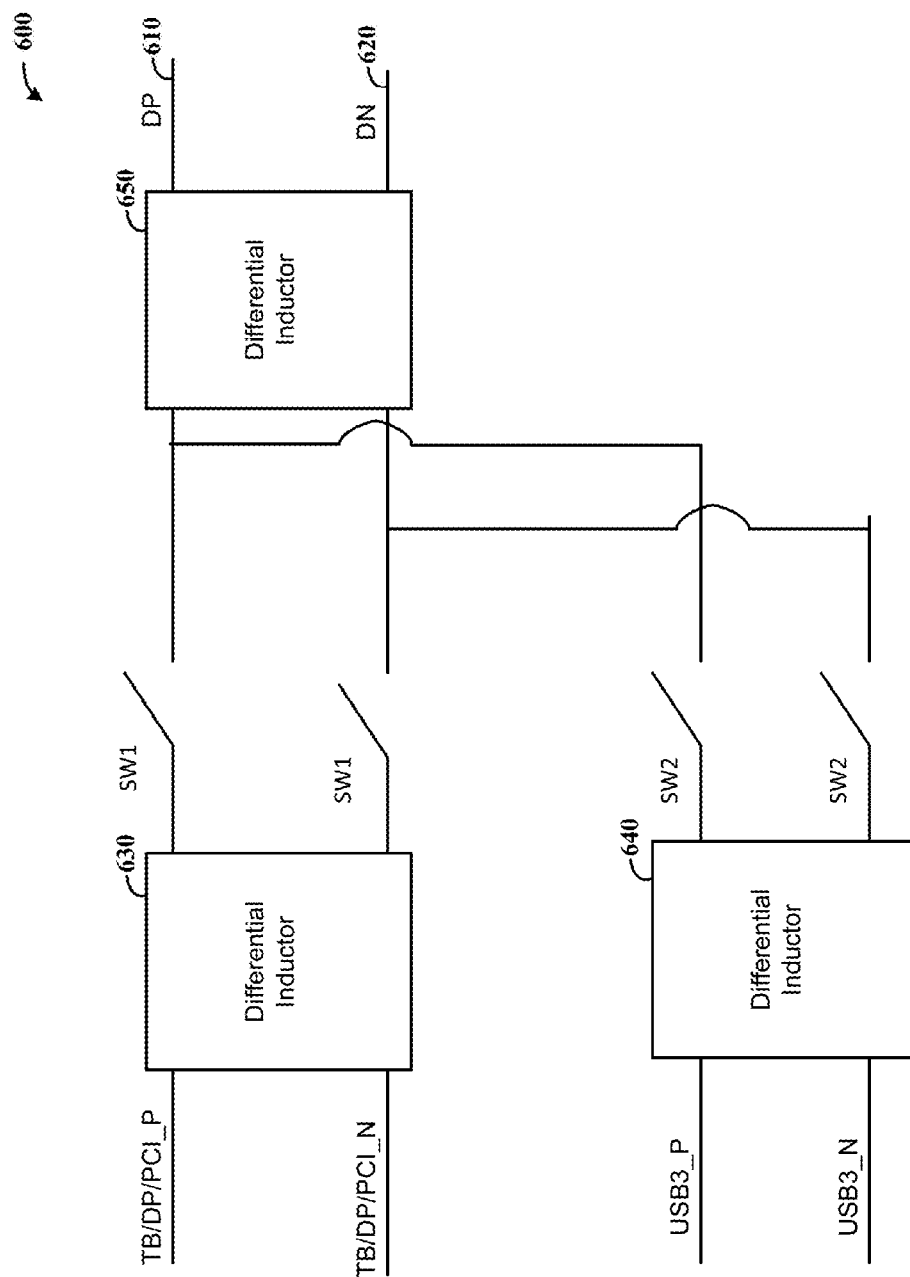 600
610
DP
620
DN
650
Differential
Inductor
SW1
SW1
SW2
SW2
630
Differential
Inductor
640
Differential
Inductor
TB/DP/PCI_P
TB/DP/PCI_N
USB3_P
USB3_N